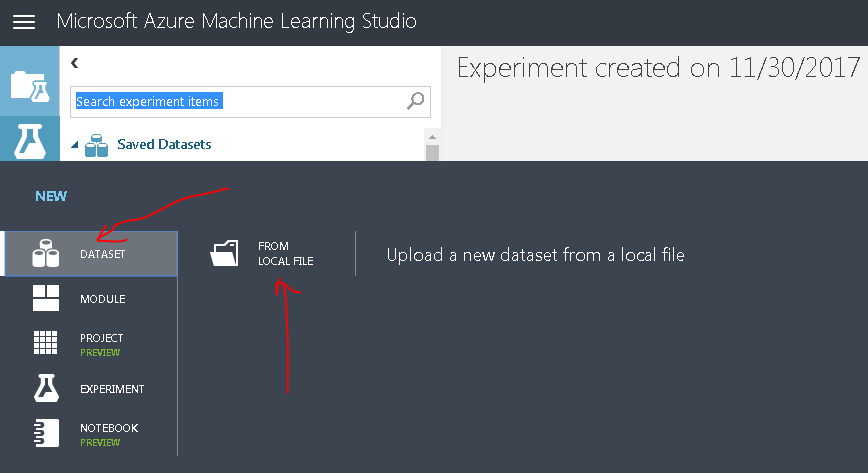 Microsoft Azure Machine Learning Studio
Experiment created on 11/30/2017
Search experiment items
Saved Datasets
NEW
DATASET
FROM
LOCAL FILE
Upload a new dataset from a local file
MODULE
PROJECT
PREVIEW
EXPERIMENT
NOTEBOOK
PREVIEW